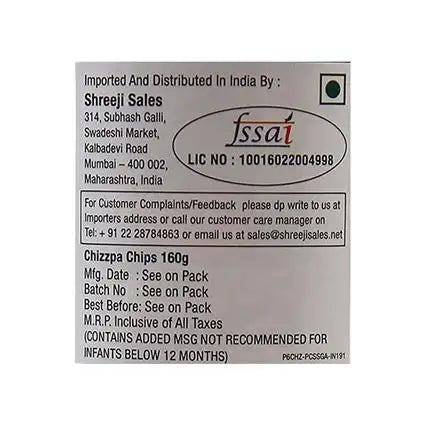 Imported And Distributed In India By :
Shreeji Sales
314, Subhash Galli,
Swadeshi Market,
Kalbadevi Road
Mumbai – 400 002,
Maharashtra, India
fssai
LIC NO : 10016022004998
For Customer Complaints/Feedback please dp write to us at
Importers address or call our customer care manager on
Tel: + 91 22 28784863 or email us at sales@shreejisales.net
Chizzpa Chips 160g
Mfg. Date : See on Pack
Batch No : See on Pack
Best Before: See on Pack
M.R.P. Inclusive of All Taxes
(CONTAINS ADDED MSG NOT RECOMMENDED FOR
INFANTS BELOW 12 MONTHS)
P6CHZ-PCSSGA-IN191